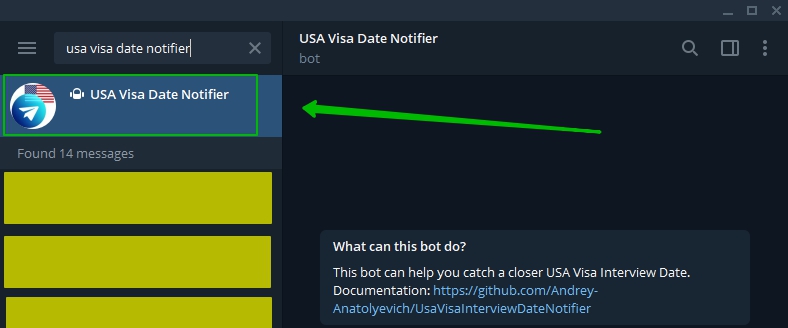 usa visa date notifier
USA Visa Date Notifier
Found 14 messages
USA Visa Date Notifier
bot
What can this bot do?
This bot can help you catch a closer USA Visa Interview Date.
Documentation: https://github.com/Andrey-
Anatolyevich/UsaVisaInterviewDateNotifier